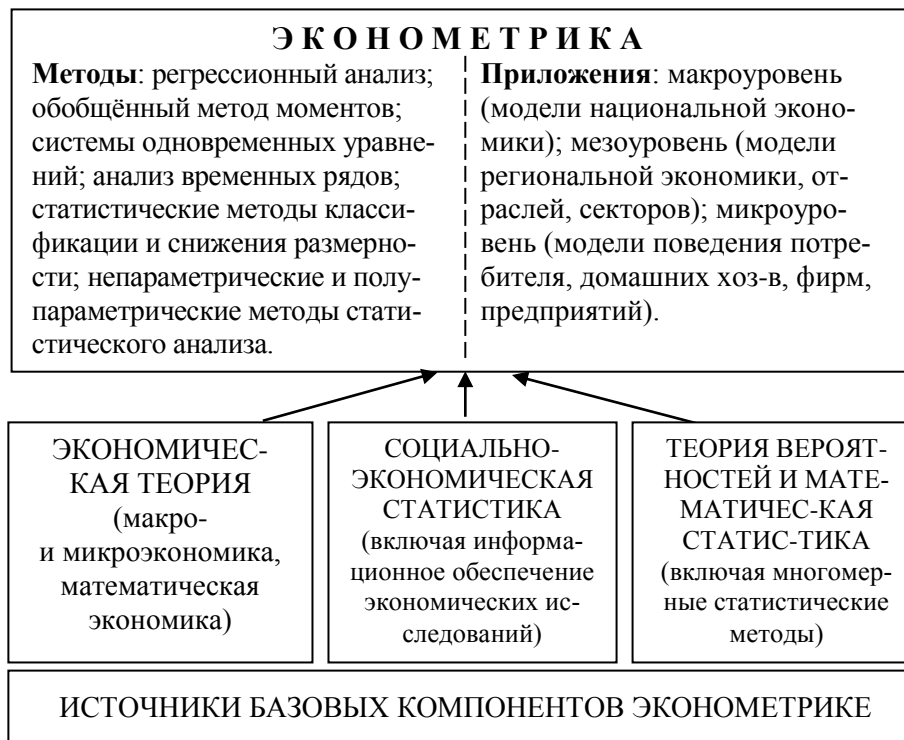 Э К О Н О М Е Т Р И К А
Методы: регрессионный анализ;
обобщённый метод моментов;
системы одновременных уравне-
ний; анализ временных рядов;
статистические методы класси-
фикации и снижения размерно-
сти; непараметрические и полу-
параметрические методы стати-
стического анализа.
Приложения: макроуровень
(модели национальной эконо-
мики); мезоуровень (модели
региональной экономики, от-
раслей, секторов); микроуро-
вень (модели поведения потре-
бителя, домашних хоз-в, фирм,
предприятий).
ЭКОНОМИЧЕС-
КАЯ ТЕОРИЯ
(макро-
и микроэкономика,
математическая
экономика)
СОЦИАЛЬНО-
ЭКОНОМИЧЕСКАЯ
СТАТИСТИКА
(включая информа-
ционное обеспечение
экономических ис-
следований)
ТЕОРИЯ ВЕРОЯТ-
НОСТЕЙ И МАТЕ-
МАТИЧЕС-КАЯ
СТАТИС-ТИКА
(включая многомер-
ные статистические
методы)
ИСТОЧНИКИ БАЗОВЫХ КОМПОНЕНТОВ ЭКОНОМЕТРИКЕ